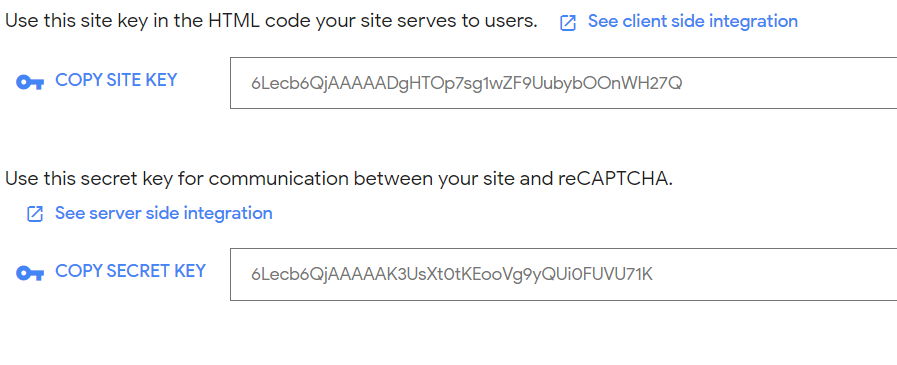 Use this site key in the HTML code your site serves to users. See client side integration
COPY SITE KEY 6Lecb6QjAAAAADgHTOp7sg1wZF9UubybOOnWH27Q
Use this secret key for communication between your site and reCAPTCHA.
See server side integration
COPY SECRET KEY 6Lecb6QjAAAAAK3UsXt0tKEooVg9yQUi0FUVU71K